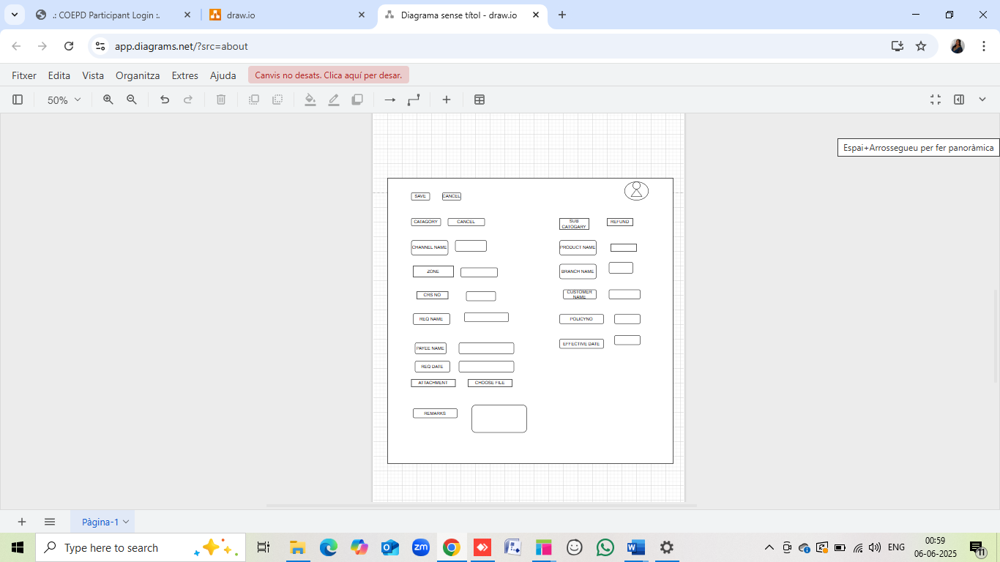 .: COEPD Participant Login :.
draw.io
Diagrama sense títol - draw.io
app.diagrams.net/?src=about
Fitxer Edita Vista Organitza Extres Ajuda Canvis no desats. Clica aquí per desar.
50%
Espai+Arrossegueu per fer panoràmica
SAVE CANCEL
CATAGORY CANCEL SUB CATOGARY REFUND
CHANNEL NAME PRODUCT NAME
ZONE BRANCH NAME
CRS NO CUSTOMER NAME
REQ NAME POLICYNO
PAYEE NAME EFFECTIVE DATE
REQ DATE
ATTACHMENT CHOOSE FILE
REMARKS
Pàgina-1
Type here to search
zm
W
ENG
00:59
06-06-2025
11